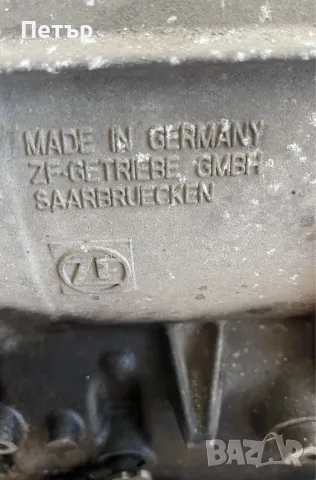 Петър
MADE IN GERMANY
ZF-GETRIEBE GMBH
SAARBRUECKEN
ZF
BAZAR